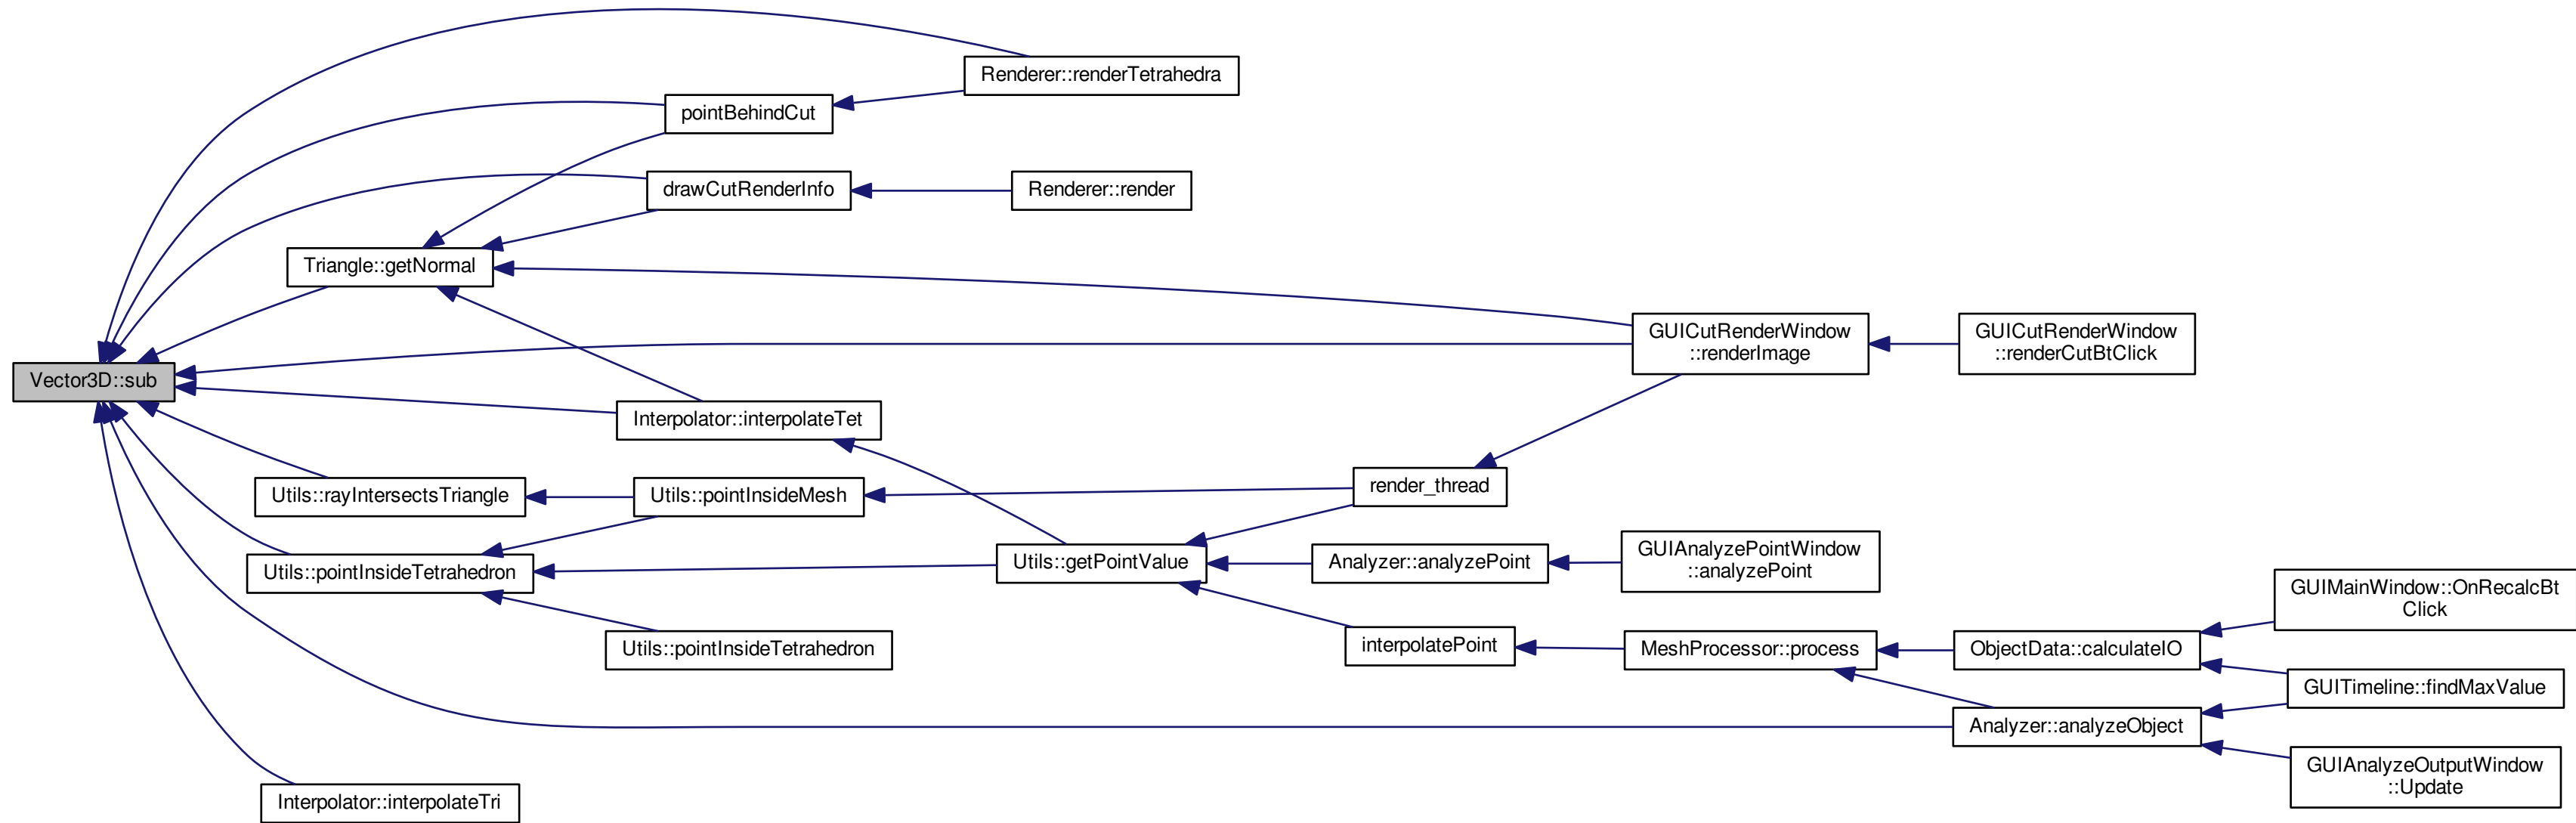 Renderer::renderTetrahedra
pointBehindCut
drawCutRenderInfo
Renderer::render
Triangle::getNormal
GUICutRenderWindow
::renderImage
GUICutRenderWindow
::renderCutBtClick
Vector3D::sub
Interpolator::interpolateTet
Utils::rayIntersectsTriangle
Utils::pointInsideMesh
render_thread
Utils::pointInsideTetrahedron
Utils::getPointValue
Analyzer::analyzePoint
GUIAnalyzePointWindow
::analyzePoint
Utils::pointInsideTetrahedron
interpolatePoint
MeshProcessor::process
ObjectData::calculateIO
GUIMainWindow::OnRecalcBt
Click
GUITimeline::findMaxValue
Analyzer::analyzeObject
GUIAnalyzeOutputWindow
::Update
Interpolator::interpolateTri